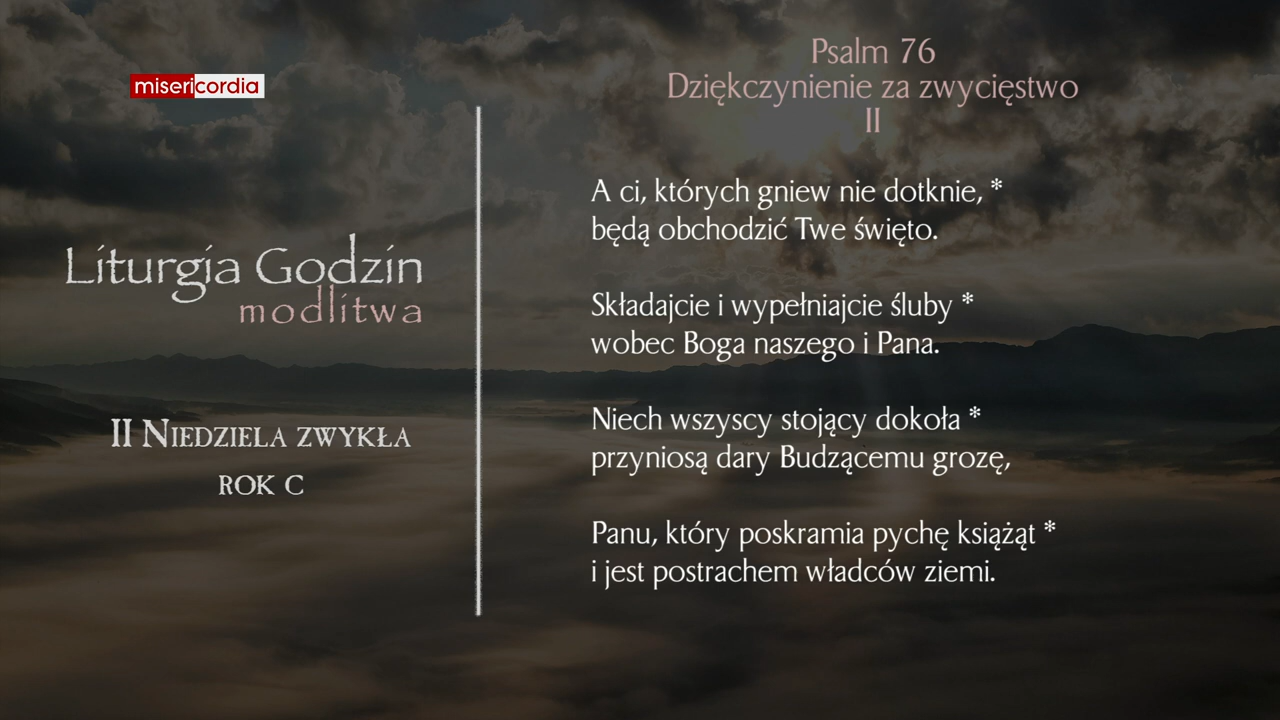 misericordia
Liturgia Godzin
modlitwa
II Niedziela zwykła
rok C
Psalm 76
Dziękczynienie za zwycięstwo
II
A ci, których gniew nie dotknie, *
będą obchodzić Twe święto.
Składajcie i wypełniajcie śluby *
wobec Boga naszego i Pana.
Niech wszyscy stojący dokoła *
przyniosą dary Budzącemu grozę,
Panu, który poskramia pychę książąt *
i jest postrachem władców ziemi.